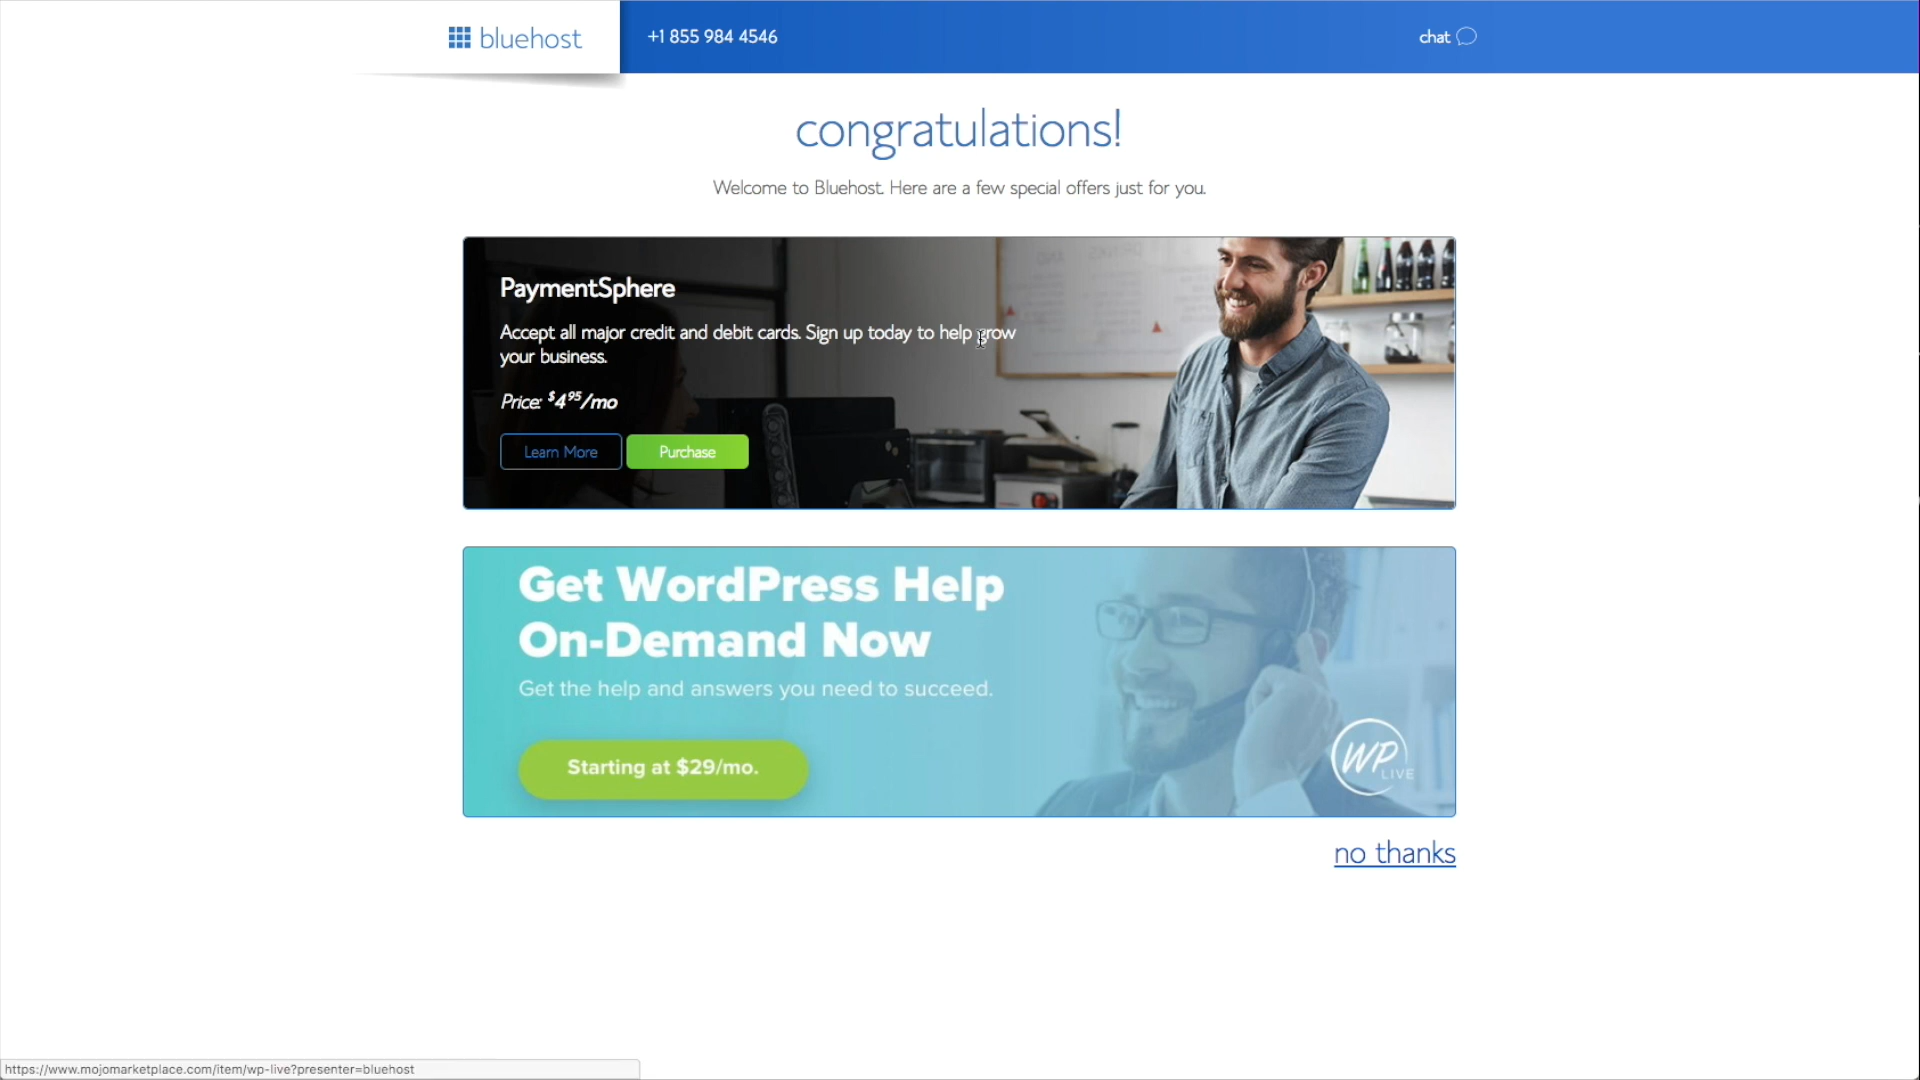 bluehost
+1 855 984 4546
chat
congratulations!
Welcome to Bluehost. Here are a few special offers just for you.
PaymentSphere
Accept all major credit and debit cards. Sign up today to help grow
your business.
Price: $4.95/mo
Learn More
Purchase
Get WordPress Help
On-Demand Now
Get the help and answers you need to succeed.
Starting at $29/mo.
WP
LIVE
no thanks
https://www.mojomarketplace.com/item/wp-live?presenter=bluehost